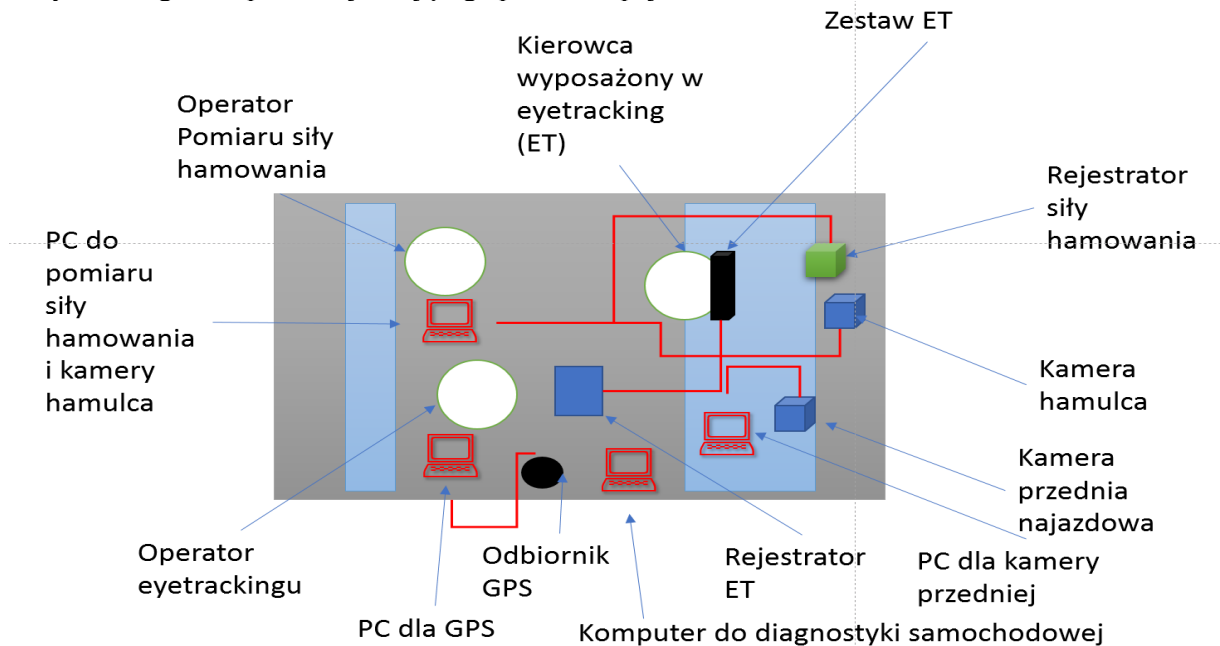 Zestaw ET
Kierowca
wyposażony w
eyetracking
(ET)
Operator
Pomiaru siły
hamowania
Rejestrator
siły
hamowania
PC do
pomiaru
siły
hamowania
i kamery
hamulca
Kamera
hamulca
Kamera
przednia
najazdowa
Operator
eyetrackingu
Odbiornik
GPS
Rejestrator
ET
PC dla kamery
przedniej
PC dla GPS
Komputer do diagnostyki samochodowej